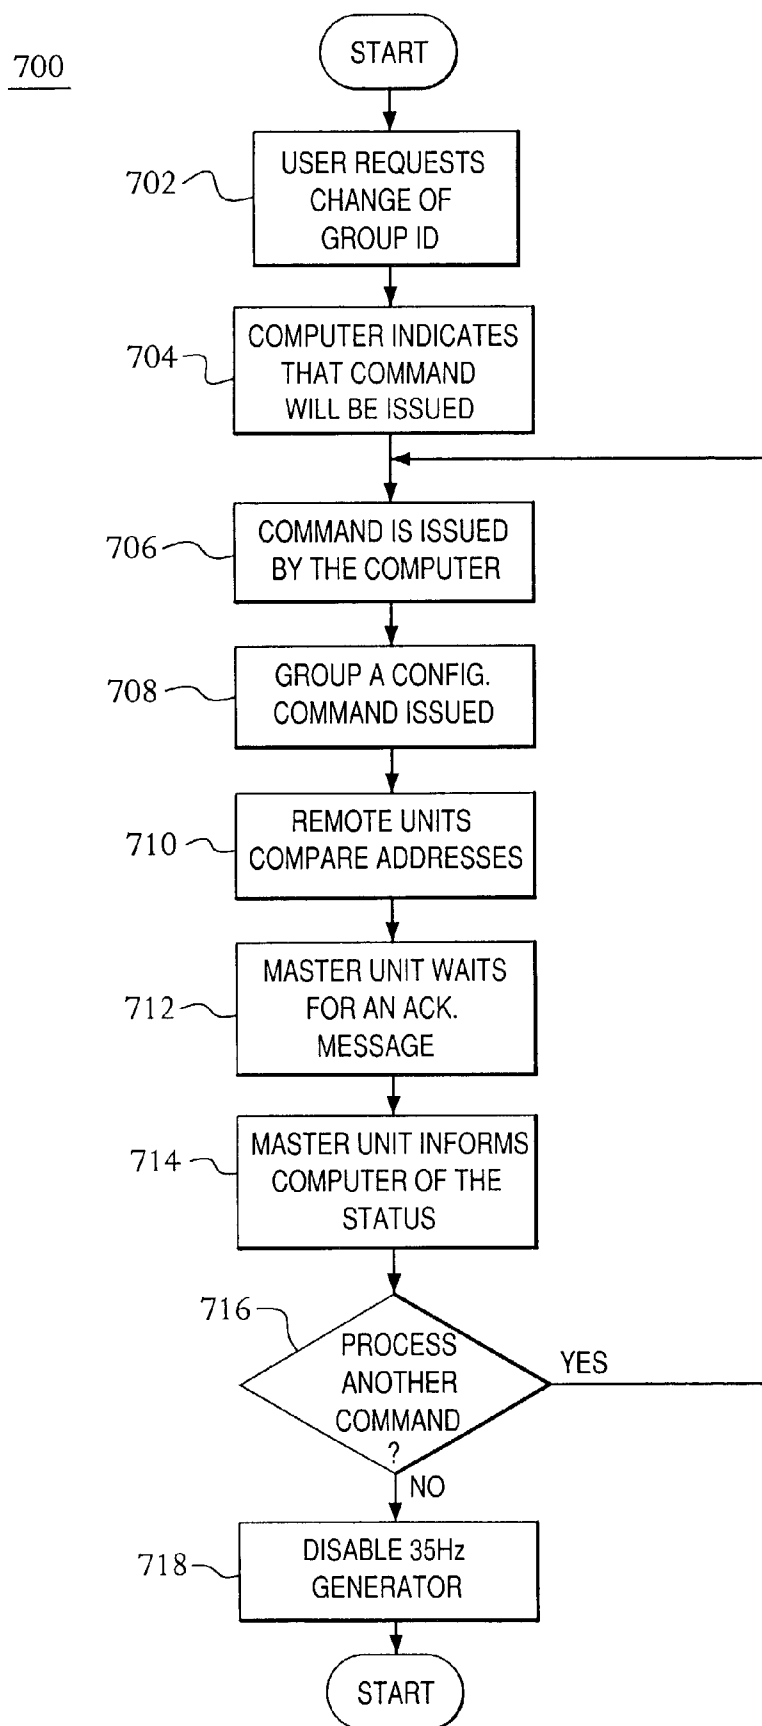 700
START
702
USER REQUESTS
CHANGE OF
GROUP ID
704
COMPUTER INDICATES
THAT COMMAND
WILL BE ISSUED
706
COMMAND IS ISSUED
BY THE COMPUTER
708
GROUP A CONFIG.
COMMAND ISSUED
710
REMOTE UNITS
COMPARE ADDRESSES
712
MASTER UNIT WAITS
FOR AN ACK.
MESSAGE
714
MASTER UNIT INFORMS
COMPUTER OF THE
STATUS
716
PROCESS
ANOTHER
COMMAND
?
YES
NO
718
DISABLE 35Hz
GENERATOR
START